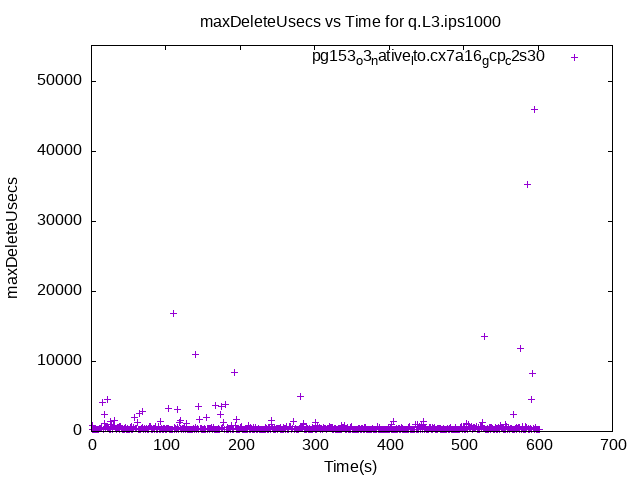 maxDeleteUsecs vs Time for q.L3.ips1000
pg153o3native_lto.cx7a16gcpc2s30
50000
40000
30000
20000
10000
0
maxDeleteUsecs
0 100 200 300 400 500 600 700
Time(s)